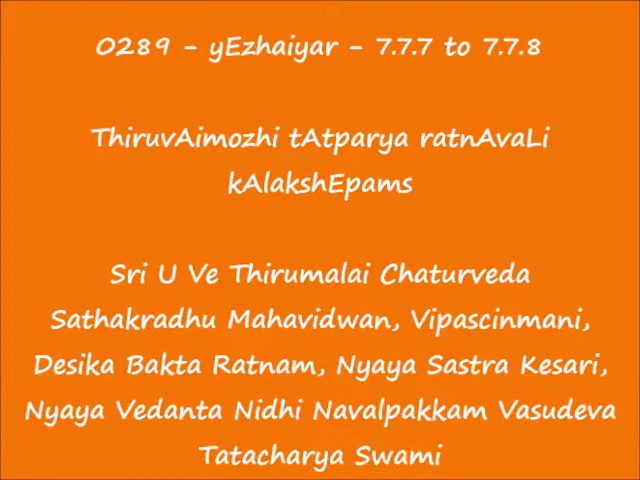 0289 - yEzhaiyar - 7.7.7 to 7.7.8
ThiruvAimozhi tAtparya ratnAvaLi
kAlakshEpams
Sri U Ve Thirumalai Chaturveda
Sathakradhu Mahavidwan, Vipascinmani,
Desika Bakta Ratnam, Nyaya Sastra Kesari,
Nyaya Vedanta Nidhi Navalpakkam Vasudeva
Tatacharya Swami